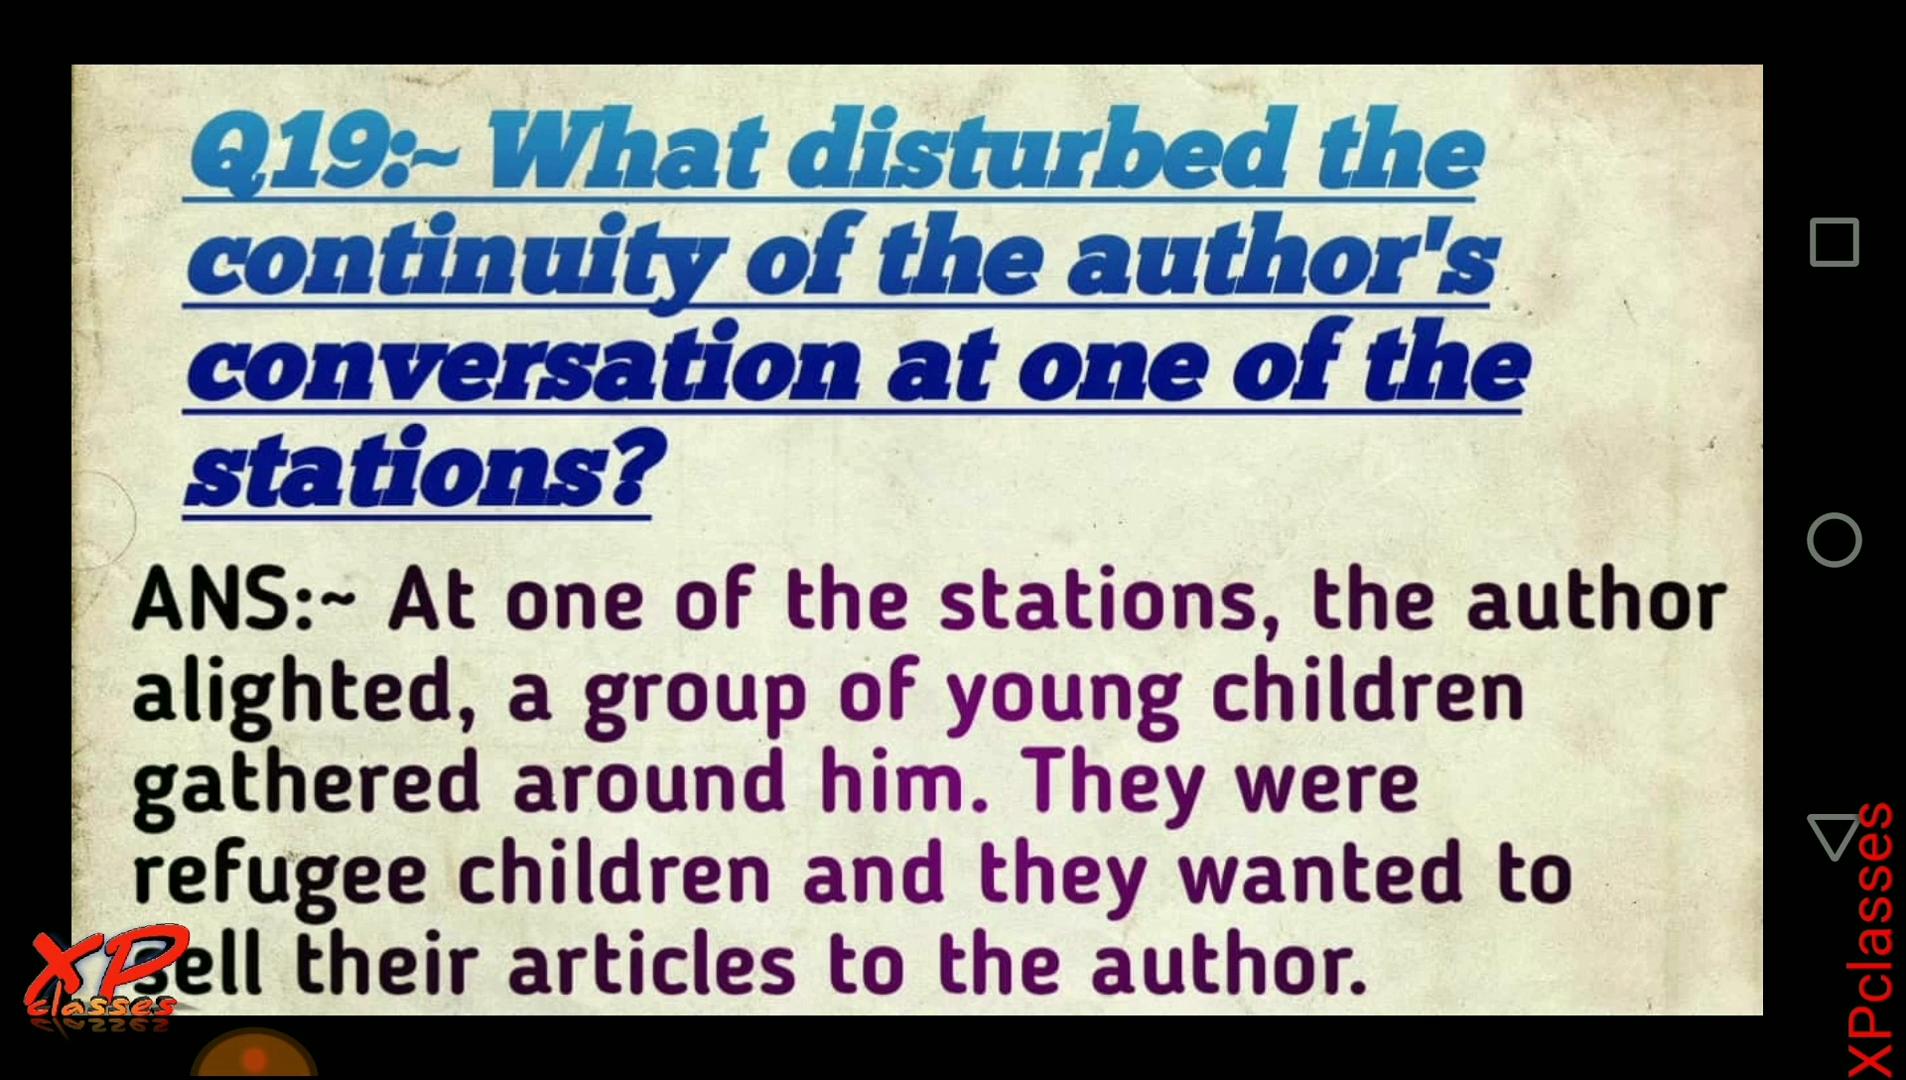 Q19:~ What disturbed the
continuity of the author's
conversation at one of the
stations?
ANS:~ At one of the stations, the author
alighted, a group of young children
gathered around him. They were
refugee children and they wanted to
sell their articles to the author.
XP
classes
XPclasses